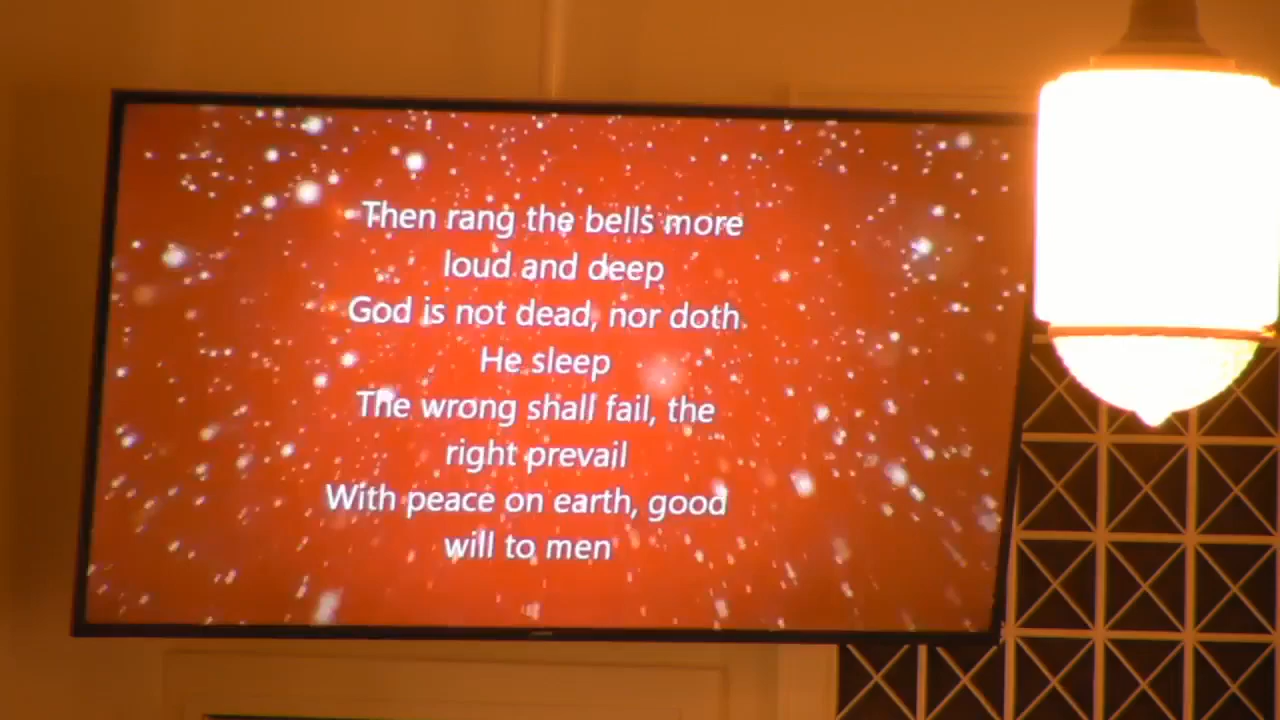 Then rang the bells more
loud and deep
God is not dead, nor doth
He sleep
The wrong shall fail, the
right prevail
With peace on earth, good
will to men